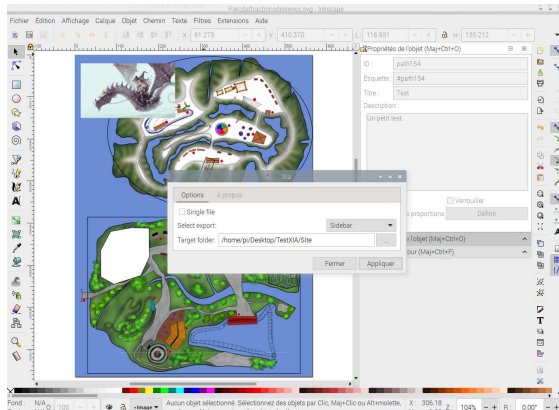 Parcdattractionsdesreves.svg - Inkscape
Fichier Édition Affichage Calque Objet Chemin Texte Filtres Extensions Aide
X: 61.273 Y: 410.370 L: 116.931 H: 135.212
Propriétés de l'objet (Maj+Ctrl+O)
ID : path154
Étiquette : #path154
Titre : Test
Description :
Un petit test.
Xia
Options À propos
Single file
Select export: Sidebar
Target folder: /home/pi/Desktop/TestXIA/Site ...
Fermer Appliquer
Verrouiller
s proportions Définir
l'objet (Maj+Ctrl+O)
our (Maj+Ctrl+F)
Fond : N/A O: 100 Image Aucun objet sélectionné. Sélectionnez des objets par Clic, Maj+Clic ou Alt+molette, X: 306.18 Z: 104% R: 0.00°